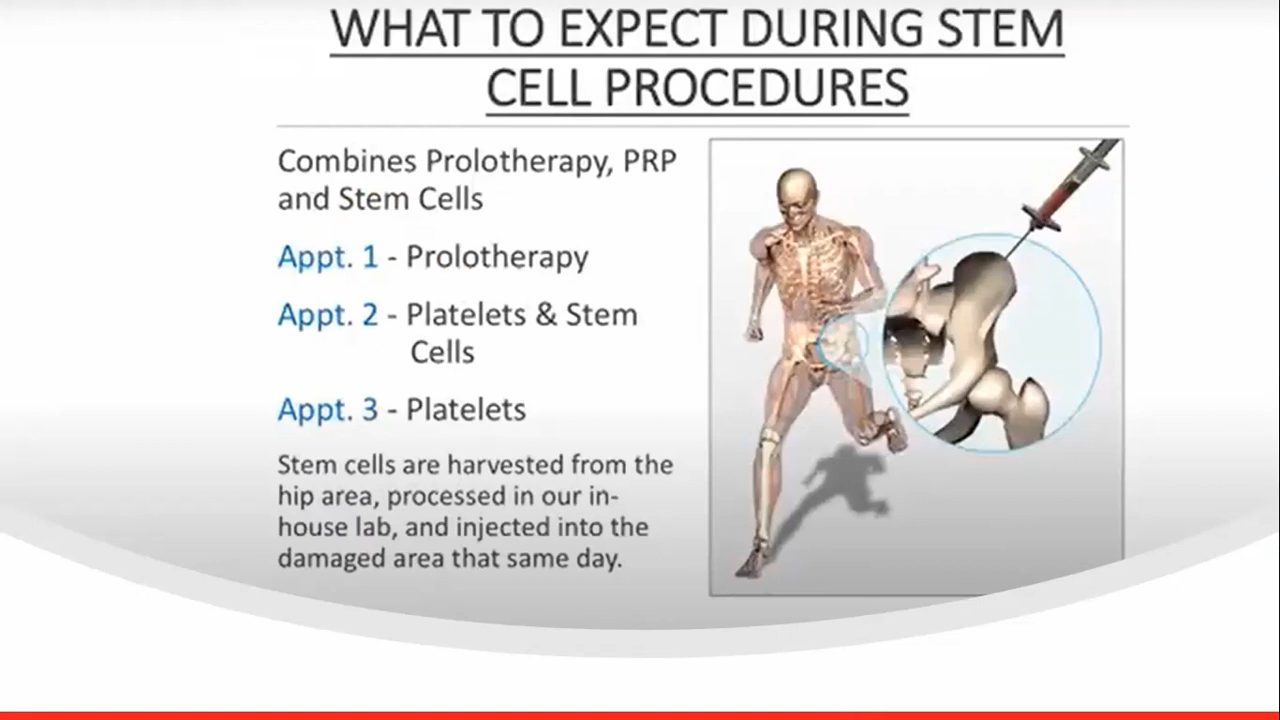 WHAT TO EXPECT DURING STEM
CELL PROCEDURES
Combines Prolotherapy, PRP
and Stem Cells
Appt. 1 - Prolotherapy
Appt. 2 - Platelets & Stem
Cells
Appt. 3 - Platelets
Stem cells are harvested from the
hip area, processed in our in-
house lab, and injected into the
damaged area that same day.